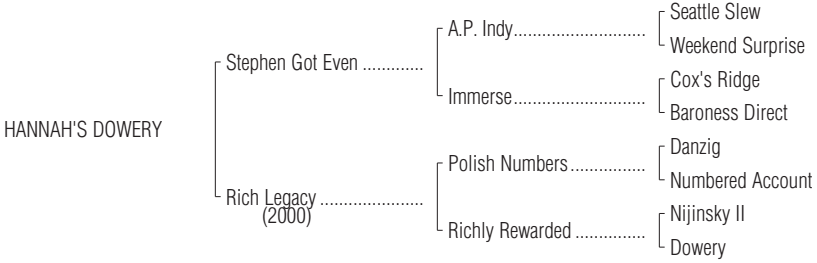 Seattle Slew
A.P. Indy............................
Weekend Surprise
Stephen Got Even .............
Cox's Ridge
Immerse............................
Baroness Direct
HANNAH'S DOWERY
Danzig
Polish Numbers................
Numbered Account
Rich Legacy ......................
(2000)
Nijinsky II
Richly Rewarded ...............
Dowery